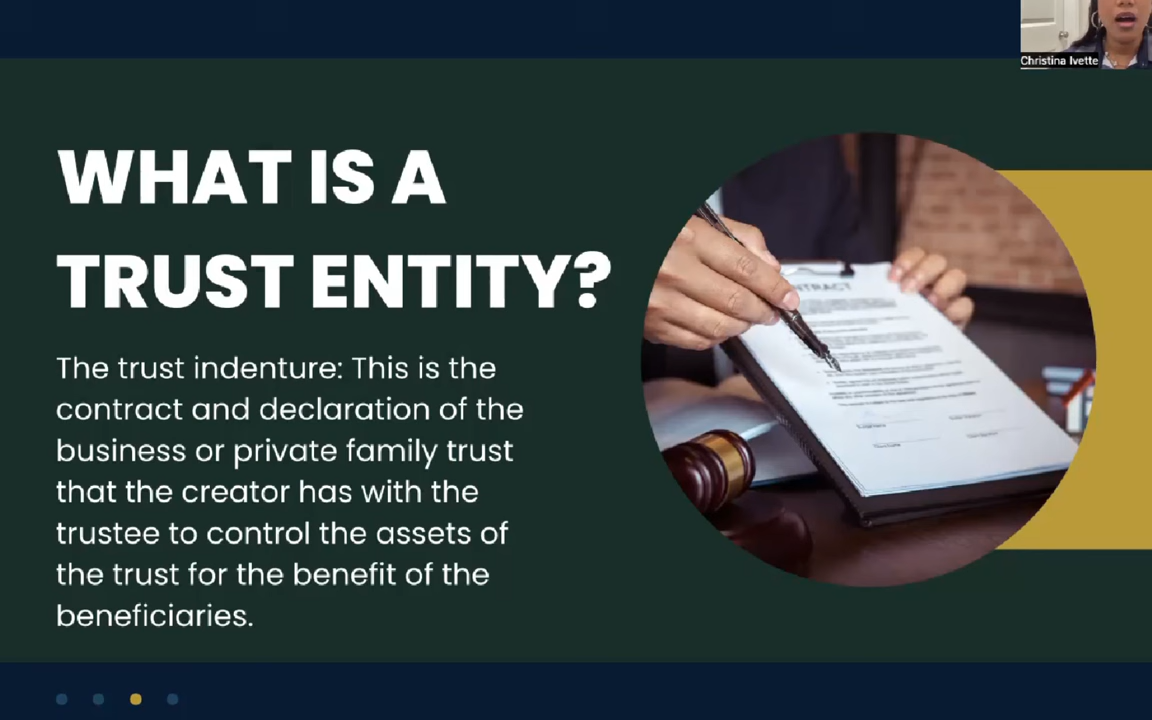 Christina Ivette
WHAT IS A
TRUST ENTITY?
The trust indenture: This is the
contract and declaration of the
business or private family trust
that the creator has with the
trustee to control the assets of
the trust for the benefit of the
beneficiaries.